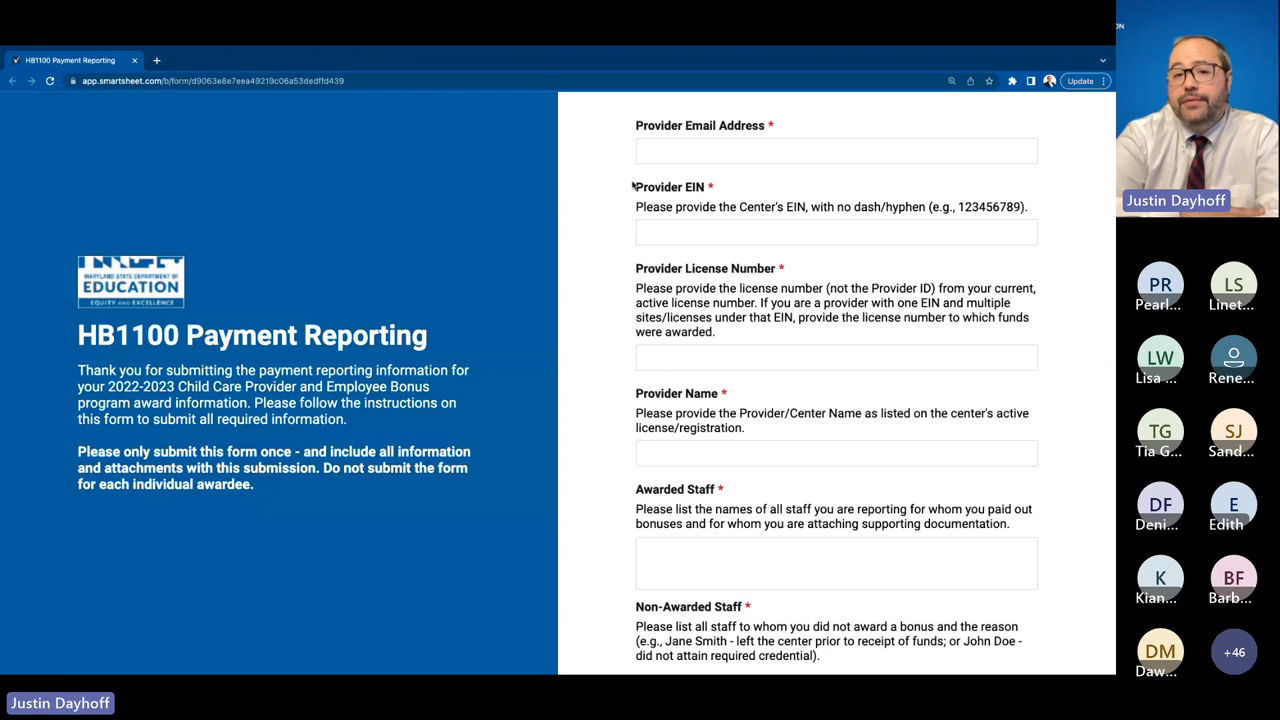 HB1100 Payment Reporting
app.smartsheet.com/b/form/d9063e8e7eea49219c06a53dedffd439
Update
MARYLAND STATE DEPARTMENT OF
EDUCATION
EQUITY AND EXCELLENCE
HB1100 Payment Reporting
Thank you for submitting the payment reporting information for
your 2022-2023 Child Care Provider and Employee Bonus
program award information. Please follow the instructions on
this form to submit all required information.
Please only submit this form once - and include all information
and attachments with this submission. Do not submit the form
for each individual awardee.
Provider Email Address *
Provider EIN *
Please provide the Center's EIN, with no dash/hyphen (e.g., 123456789).
Provider License Number *
Please provide the license number (not the Provider ID) from your current,
active license number. If you are a provider with one EIN and multiple
sites/licenses under that EIN, provide the license number to which funds
were awarded.
Provider Name *
Please provide the Provider/Center Name as listed on the center's active
license/registration.
Awarded Staff *
Please list the names of all staff you are reporting for whom you paid out
bonuses and for whom you are attaching supporting documentation.
Non-Awarded Staff *
Please list all staff to whom you did not award a bonus and the reason
(e.g., Jane Smith - left the center prior to receipt of funds; or John Doe -
did not attain required credential).
ON
Justin Dayhoff
PR
LS
Pearl...
Linet...
LW
Lisa ...
Rene...
TG
SJ
Tia G...
Sand...
DF
E
Deni...
Edith
K
BF
Kian...
Barb...
DM
+46
Daw...
Justin Dayhoff